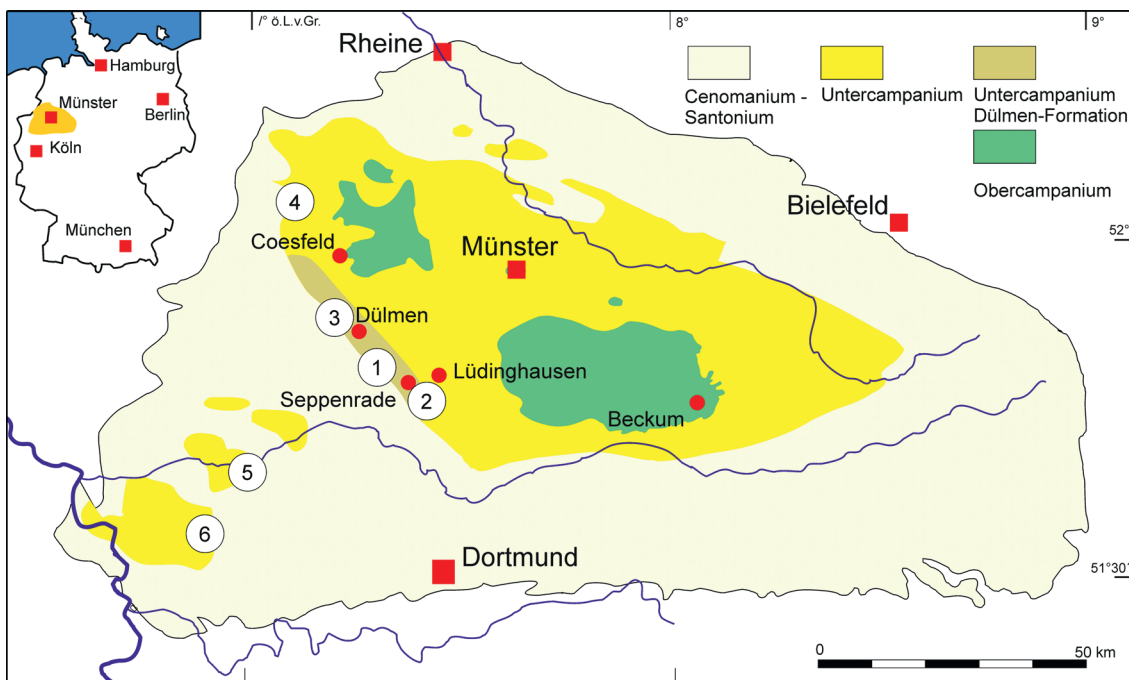 /° ö.L.v.Gr.
8°
9°
Hamburg
Münster
Berlin
Köln
München
Rheine
Cenomanium -
Santonium
Untercampanium
Untercampanium
Dülmen-Formation
Obercampanium
4
Coesfeld
Münster
Bielefeld
52°
3
Dülmen
1
Lüdinghausen
Seppenrade
2
Beckum
5
6
Dortmund
51°30'
0
50 km